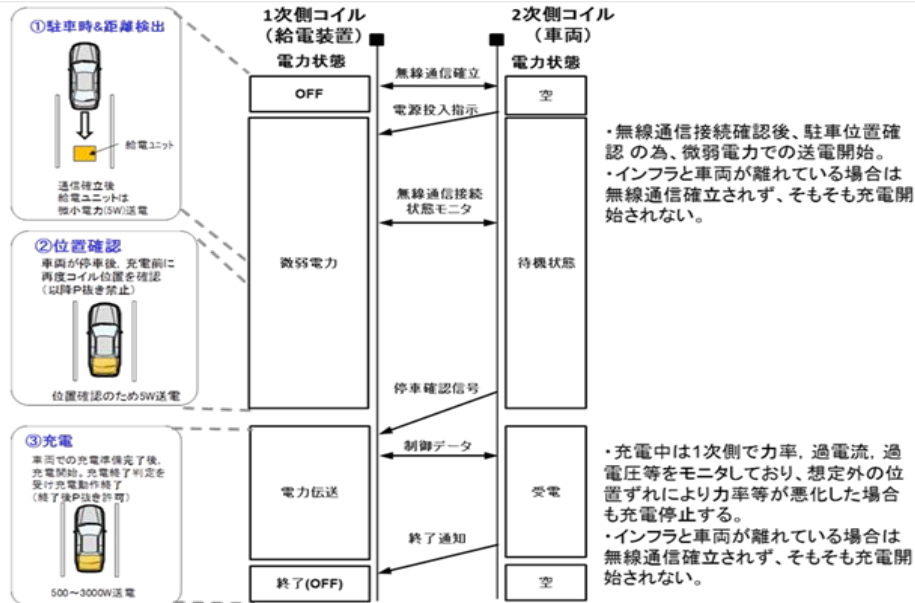 ①駐車時&距離検出
給電ユニット
通信確立後
給電ユニットは
微小電力(5W)送電
②位置確認
車両が停車後、充電前に
再度コイル位置を確認
(以降P抜き禁止)
位置確認のため5W送電
③充電
車両での充電準備完了後,
充電開始。充電終了判定を
受け充電動作終了
(終了後P抜き許可)
500～3000W送電
1次側コイル
(給電装置)
電力状態
OFF
微弱電力
電力伝送
終了(OFF)
無線通信確立
電源投入指示
無線通信接続
状態モニタ
停車確認信号
制御データ
終了通知
2次側コイル
(車両)
電力状態
空
待機状態
受電
空
・無線通信接続確認後、駐車位置確
認 の為、微弱電力での送電開始。
・インフラと車両が離れている場合は
無線通信確立されず、そもそも充電開
始されない。
・充電中は1次側で力率, 過電流, 過
電圧等をモニタしており、想定外の位
置ずれにより力率等が悪化した場合
も充電停止する。
・インフラと車両が離れている場合は
無線通信確立されず、そもそも充電開
始されない。